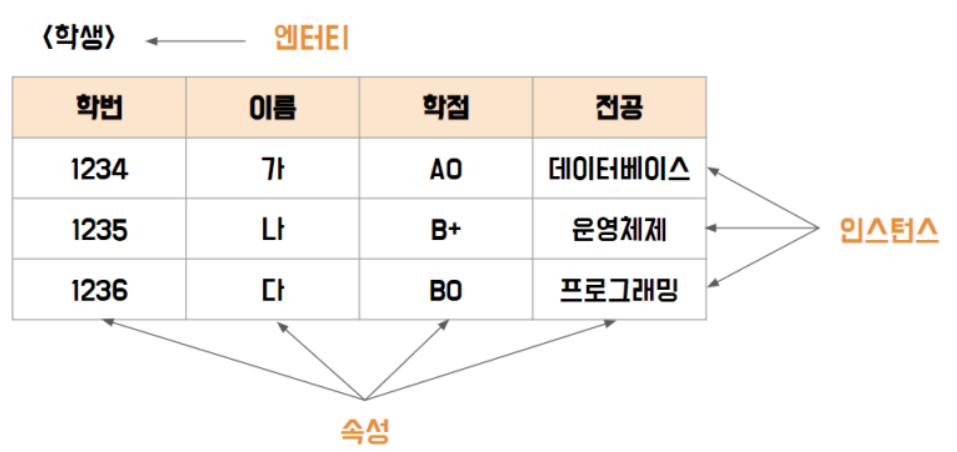 <학생> 엔터티
학번 이름 학점 전공
1234 가 A0 데이터베이스
1235 나 B+ 운영체제
인스턴스
1236 다 B0 프로그래밍
속성